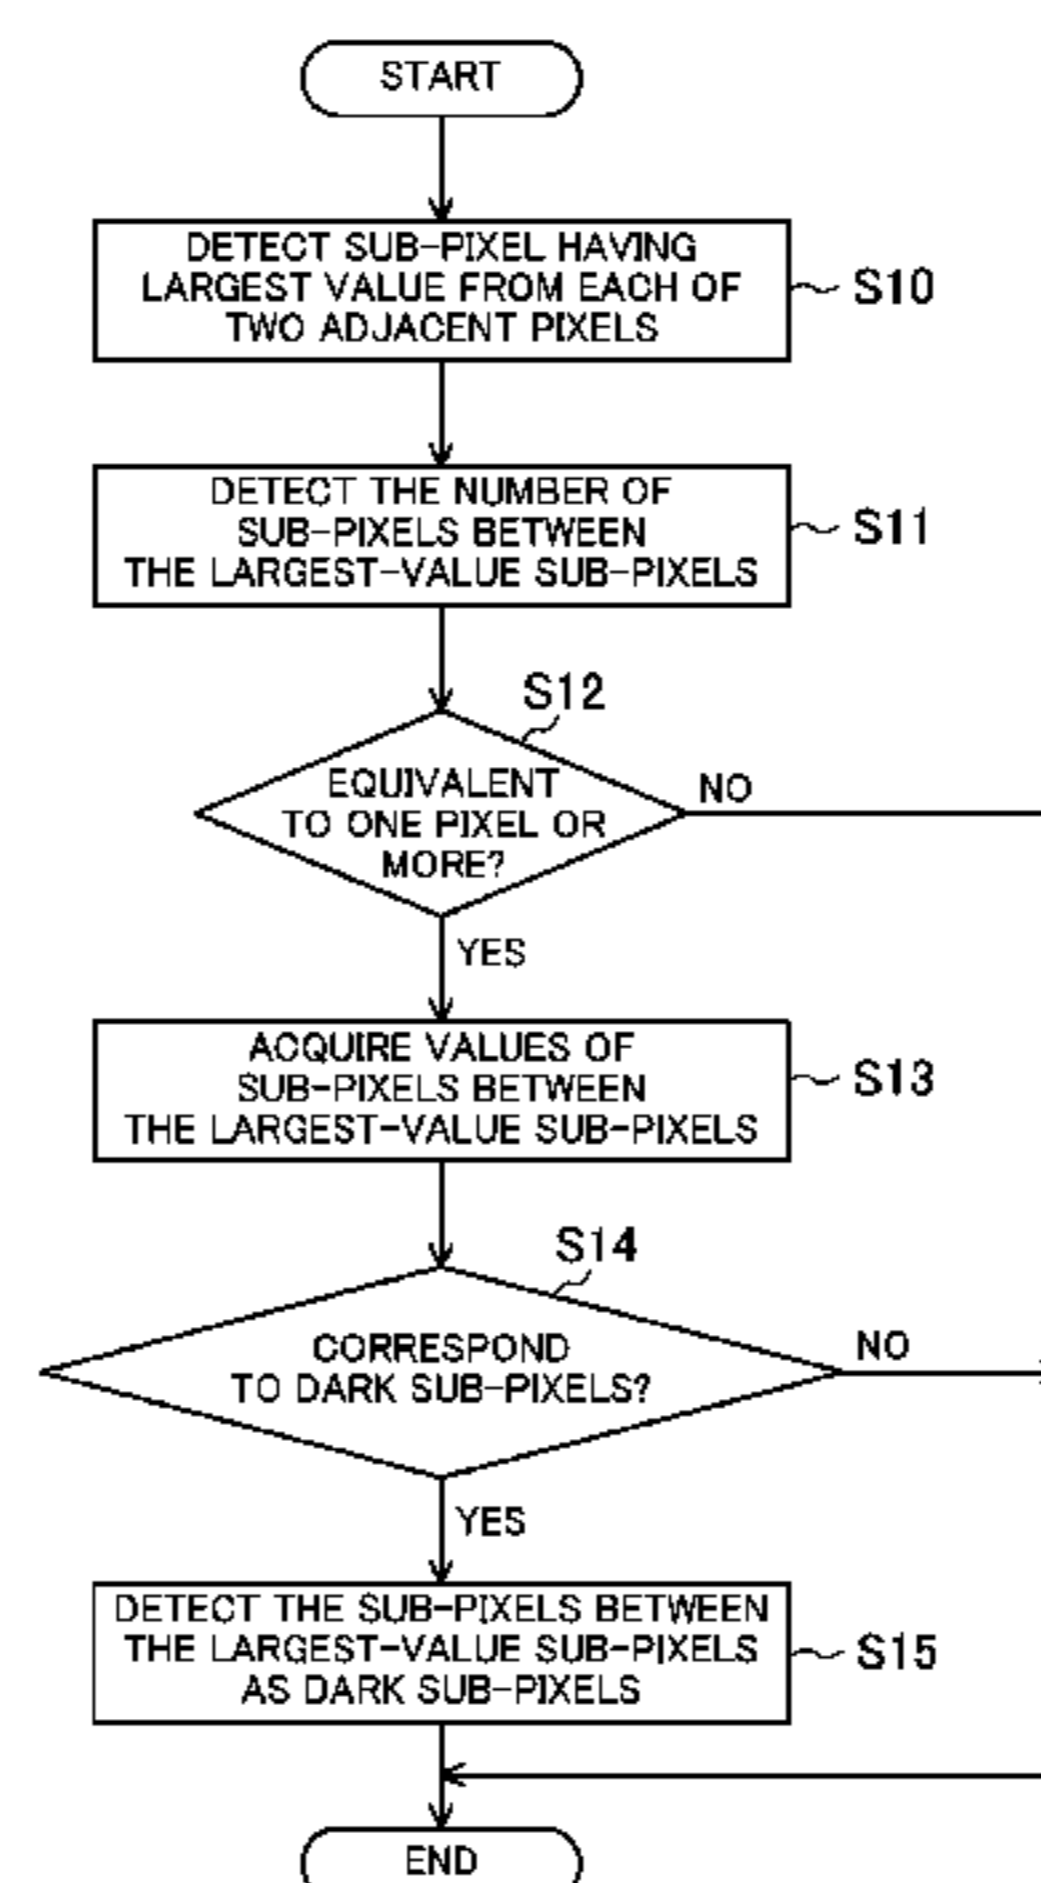 START
DETECT SUB-PIXEL HAVING
LARGEST VALUE FROM EACH OF
TWO ADJACENT PIXELS
S10
DETECT THE NUMBER OF
SUB-PIXELS BETWEEN
THE LARGEST-VALUE SUB-PIXELS
S11
S12
EQUIVALENT
TO ONE PIXEL OR
MORE?
NO
YES
ACQUIRE VALUES OF
SUB-PIXELS BETWEEN
THE LARGEST-VALUE SUB-PIXELS
S13
S14
CORRESPOND
TO DARK SUB-PIXELS?
NO
YES
DETECT THE SUB-PIXELS BETWEEN
THE LARGEST-VALUE SUB-PIXELS
AS DARK SUB-PIXELS
S15
END